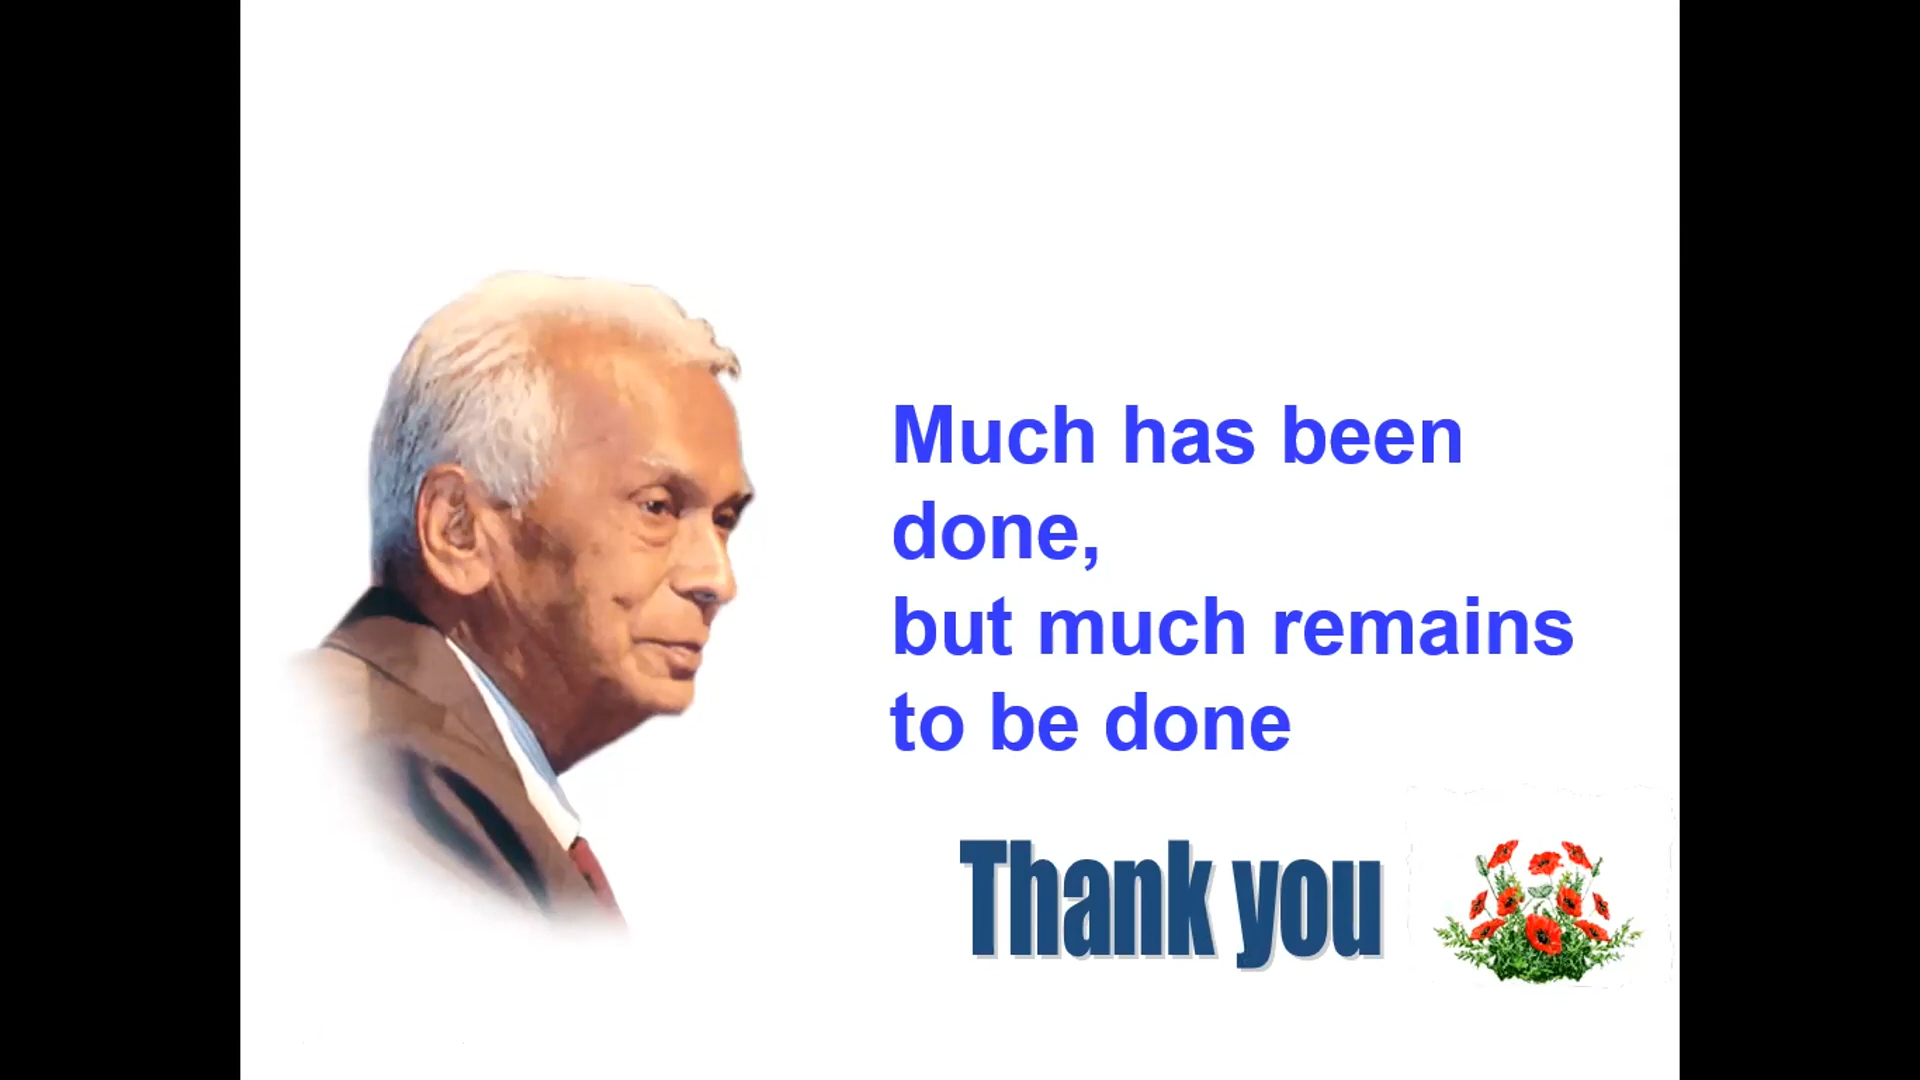 Much has been
done,
but much remains
to be done
Thank you